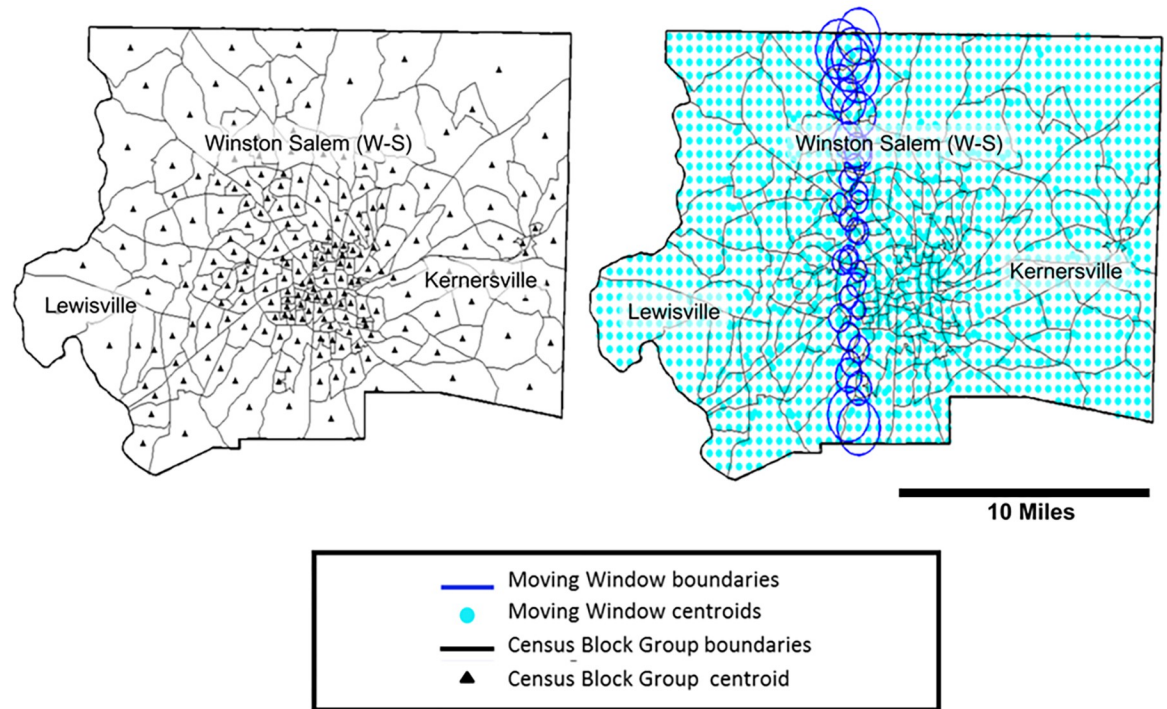 Winston Salem (W-S)
Kernersville
Lewisville
Winston Salem (W-S)
Kernersville
Lewisville
10 Miles
Moving Window boundaries
Moving Window centroids
Census Block Group boundaries
Census Block Group centroid